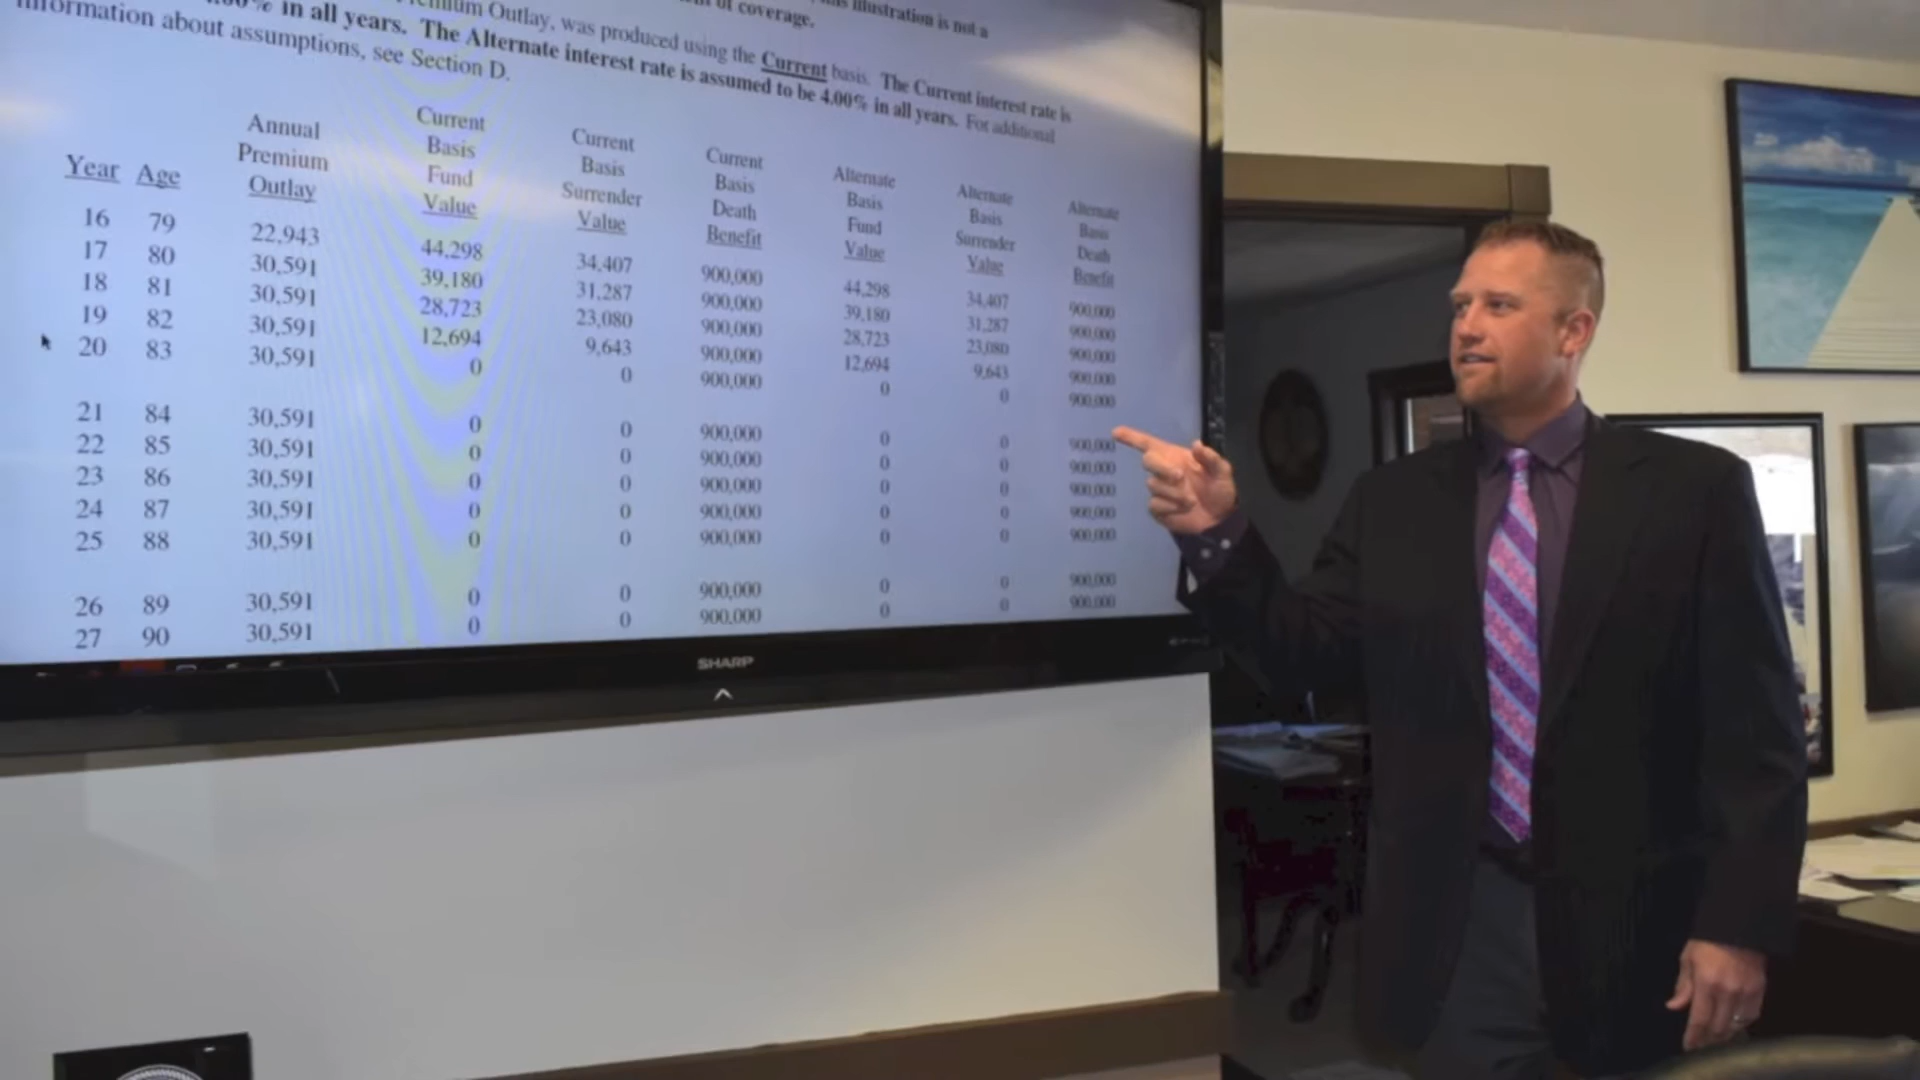 illustration is not a
of coverage.
Outlay, was produced using the Current basis. The Current interest rate is
% in all years. The Alternate interest rate is assumed to be 4.00% in all years. For additional
information about assumptions, see Section D.
Year Age Annual Premium Outlay Current Basis Fund Value Current Basis Surrender Value Current Basis Death Benefit Alternate Basis Fund Value Alternate Basis Surrender Value Alternate Basis Death Benefit
16 79 22,943 44,298 34,407 900,000 44,298 34,407 900,000
17 80 30,591 39,180 31,287 900,000 39,180 31,287 900,000
18 81 30,591 28,723 23,080 900,000 28,723 23,080 900,000
19 82 30,591 12,694 9,643 900,000 12,694 9,643 900,000
20 83 30,591 0 0 900,000 0 0 900,000
21 84 30,591 0 0 900,000 0 0 900,000
22 85 30,591 0 0 900,000 0 0 900,000
23 86 30,591 0 0 900,000 0 0 900,000
24 87 30,591 0 0 900,000 0 0 900,000
25 88 30,591 0 0 900,000 0 0 900,000
26 89 30,591 0 0 900,000 0 0 900,000
27 90 30,591 0 0 900,000 0 0 900,000
SHARP